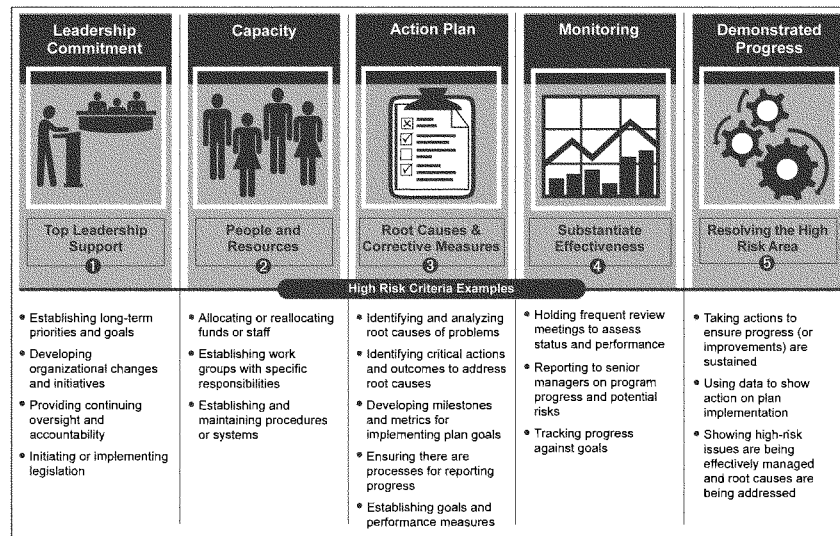 Leadership
Commitment
Top Leadership
Support
1
Establishing long-term
priorities and goals
Developing
organizational changes
and initiatives
Providing continuing
oversight and
accountability
Initiating or implementing
legislation
Capacity
People and
Resources
2
Allocating or reallocating
funds or staff
Establishing work
groups with specific
responsibilities
Establishing and
maintaining procedures
or systems
Action Plan
Root Causes &
Corrective Measures
3
High Risk Criteria Examples
Identifying and analyzing
root causes of problems
Identifying critical actions
and outcomes to address
root causes
Developing milestones
and metrics for
implementing plan goals
Ensuring there are
processes for reporting
progress
Establishing goals and
performance measures
Monitoring
Substantiate
Effectiveness
4
Holding frequent review
meetings to assess
status and performance
Reporting to senior
managers on program
progress and potential
risks
Tracking progress
against goals
Demonstrated
Progress
Resolving the High
Risk Area
5
Taking actions to
ensure progress (or
improvements) are
sustained
Using data to show
action on plan
implementation
Showing high-risk
issues are being
effectively managed
and root causes are
being addressed